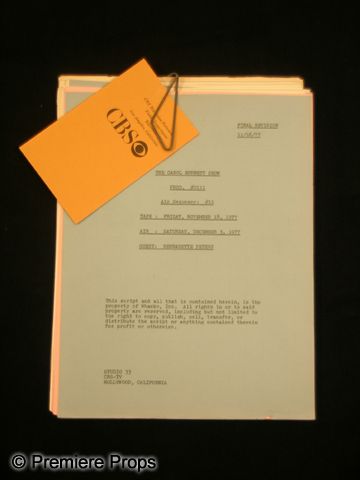 CBS
FINAL REVISION
11/16/77
THE CAROL BURNETT SHOW
AIR SEQUENCE: #11
TAPE : FRIDAY, NOVEMBER 18, 1977
AIR : SATURDAY, DECEMBER 3, 1977
GUEST: BERNADETTE PETERS
This script and all that is contained herein, is the
property of Whacko, Inc. All rights in or to said
property are reserved, including but not limited to
the right to copy, publish, sell, transfer, or
distribute the script or anything contained therein
for profit or otherwise.
STUDIO 33
CBS-TV
HOLLYWOOD, CALIFORNIA
© Premiere Props